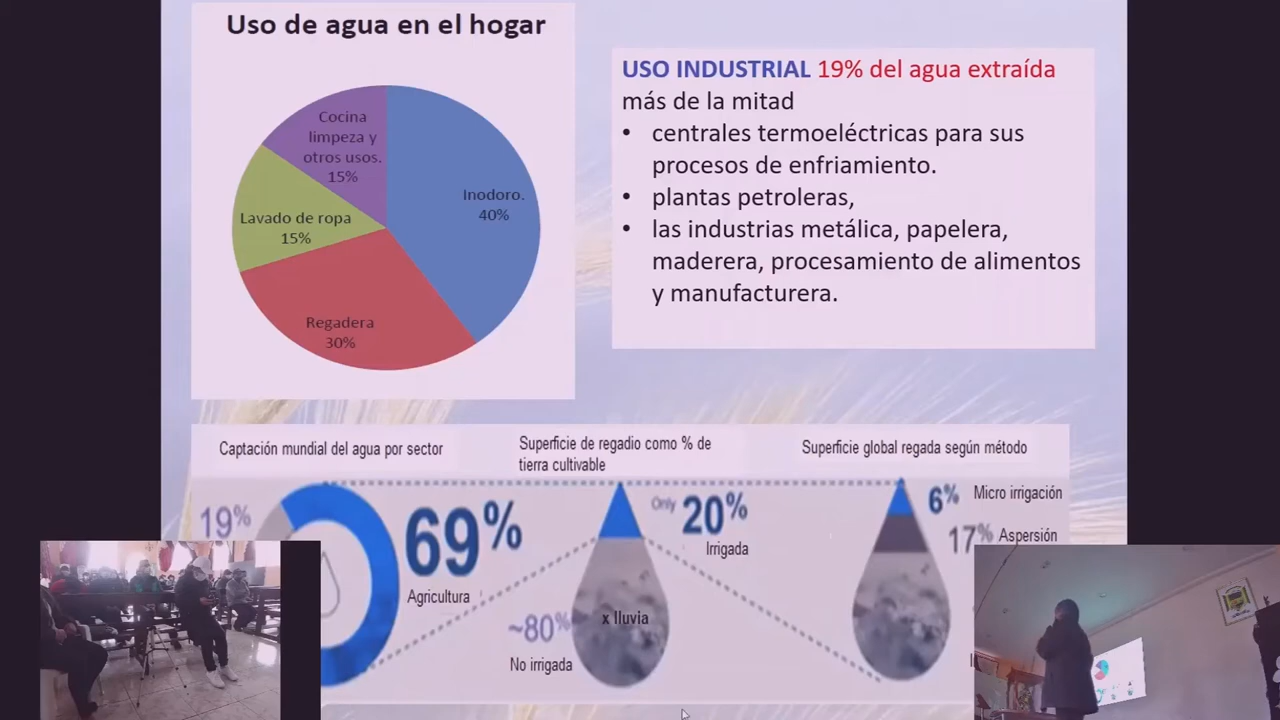 Uso de agua en el hogar
Cocina
limpeza y
otros usos.
15%
Inodoro.
40%
Lavado de ropa
15%
Regadera
30%
USO INDUSTRIAL 19% del agua extraída
más de la mitad
• centrales termoeléctricas para sus
procesos de enfriamiento.
• plantas petroleras,
• las industrias metálica, papelera,
maderera, procesamiento de alimentos
y manufacturera.
Captación mundial del agua por sector
19%
69%
Agricultura
Superficie de regadio como % de
tierra cultivable
Only 20%
Irrigada
x lluvia
~80%
No irrigada
Superficie global regada según método
6% Micro irrigación
17% Aspersión